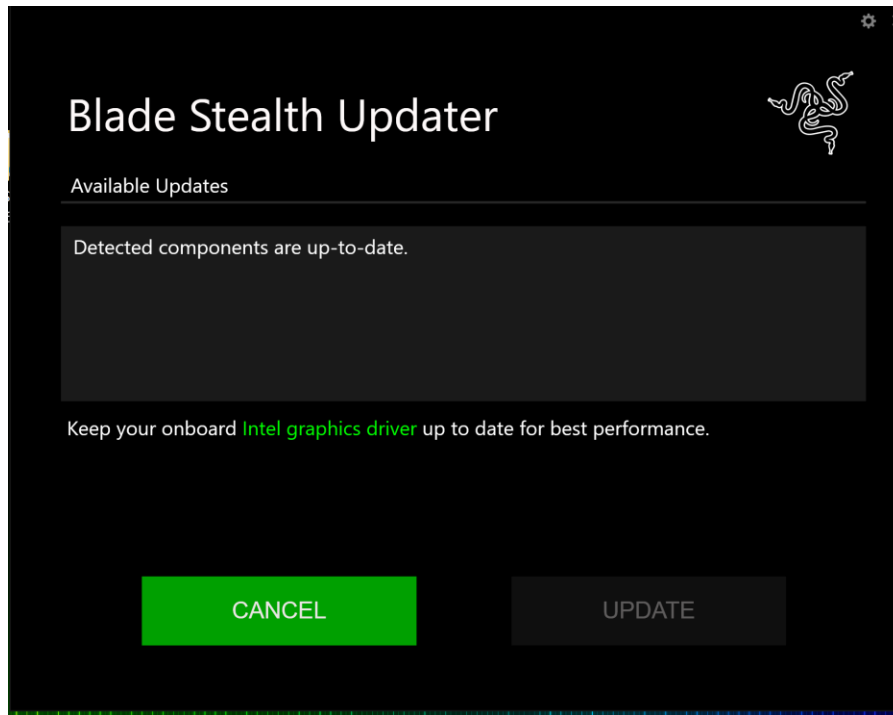 Blade Stealth Updater
Available Updates
Detected components are up-to-date.
Keep your onboard Intel graphics driver up to date for best performance.
CANCEL
UPDATE